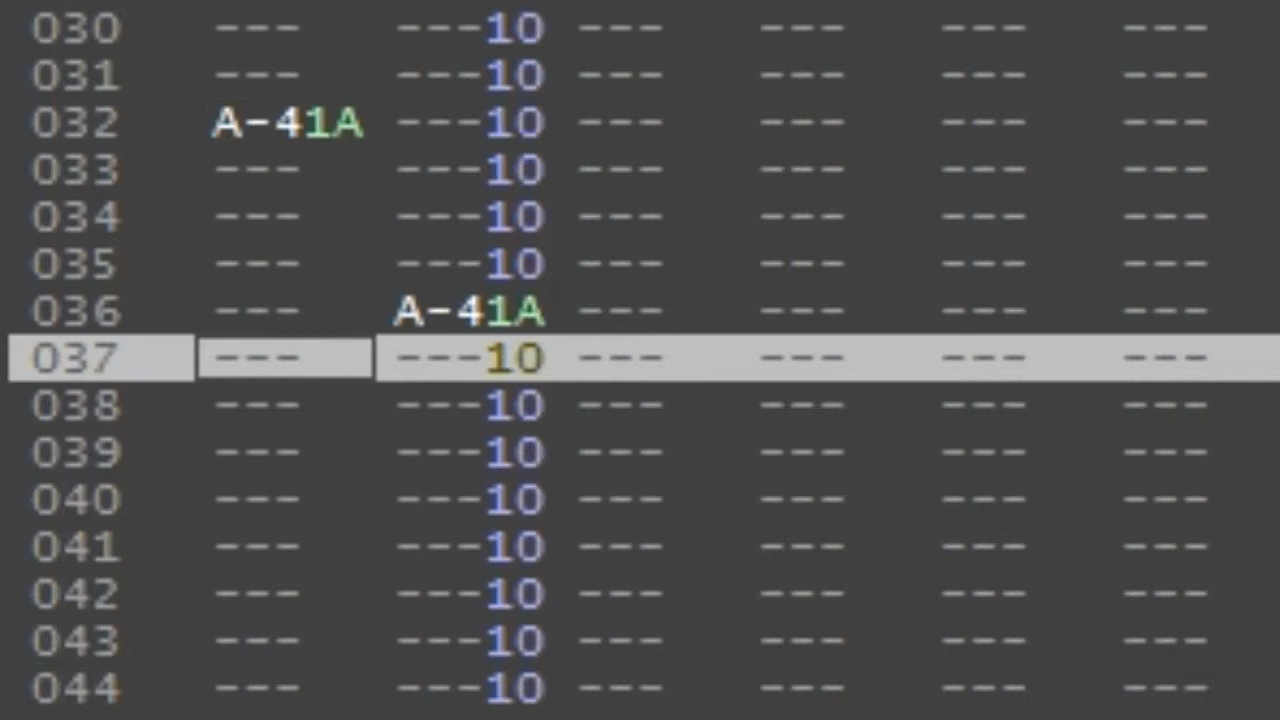 030 --- ---10 --- --- --- ---
031 --- ---10 --- --- --- ---
032 A-41A ---10 --- --- --- ---
033 --- ---10 --- --- --- ---
034 --- ---10 --- --- --- ---
035 --- ---10 --- --- --- ---
036 --- A-41A --- --- --- ---
037 --- ---10 --- --- --- ---
038 --- ---10 --- --- --- ---
039 --- ---10 --- --- --- ---
040 --- ---10 --- --- --- ---
041 --- ---10 --- --- --- ---
042 --- ---10 --- --- --- ---
043 --- ---10 --- --- --- ---
044 --- ---10 --- --- --- ---